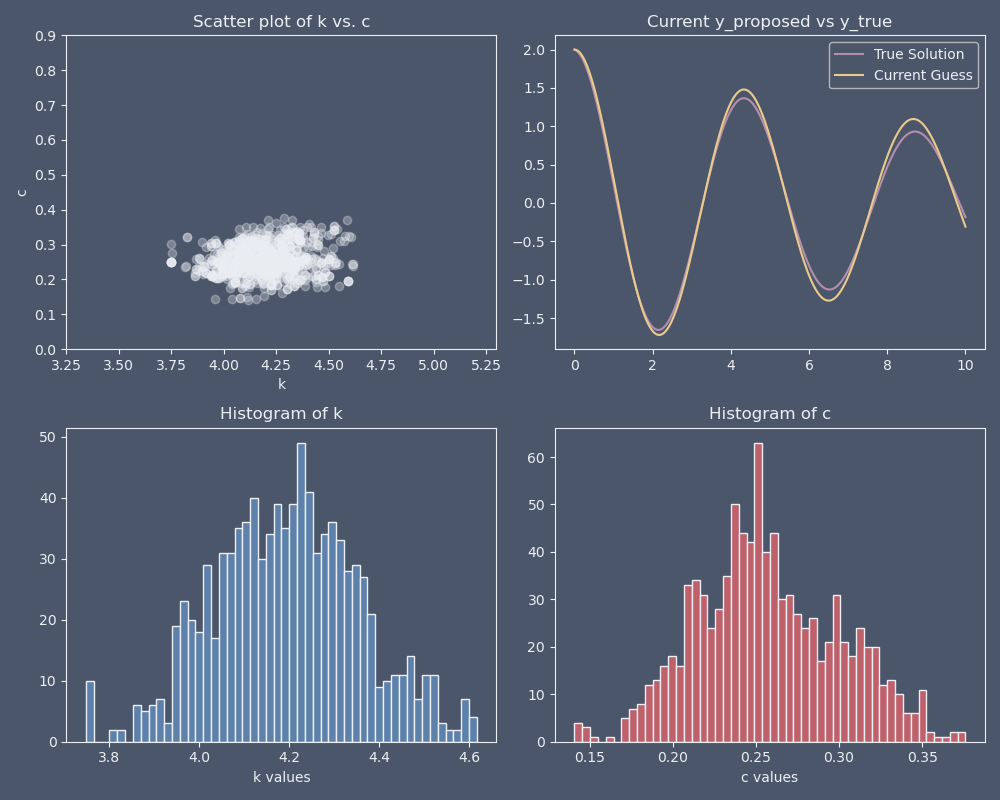 Scatter plot of k vs. c
0.9
0.8
0.7
0.6
0.5
0.4
0.3
0.2
0.1
0.0
c
3.25 3.50 3.75 4.00 4.25 4.50 4.75 5.00 5.25
k
Current y_proposed vs y_true
True Solution
Current Guess
2.0
1.5
1.0
0.5
0.0
−0.5
−1.0
−1.5
0 2 4 6 8 10
Histogram of k
50
40
30
20
10
0
3.8 4.0 4.2 4.4 4.6
k values
Histogram of c
60
50
40
30
20
10
0
0.15 0.20 0.25 0.30 0.35
c values